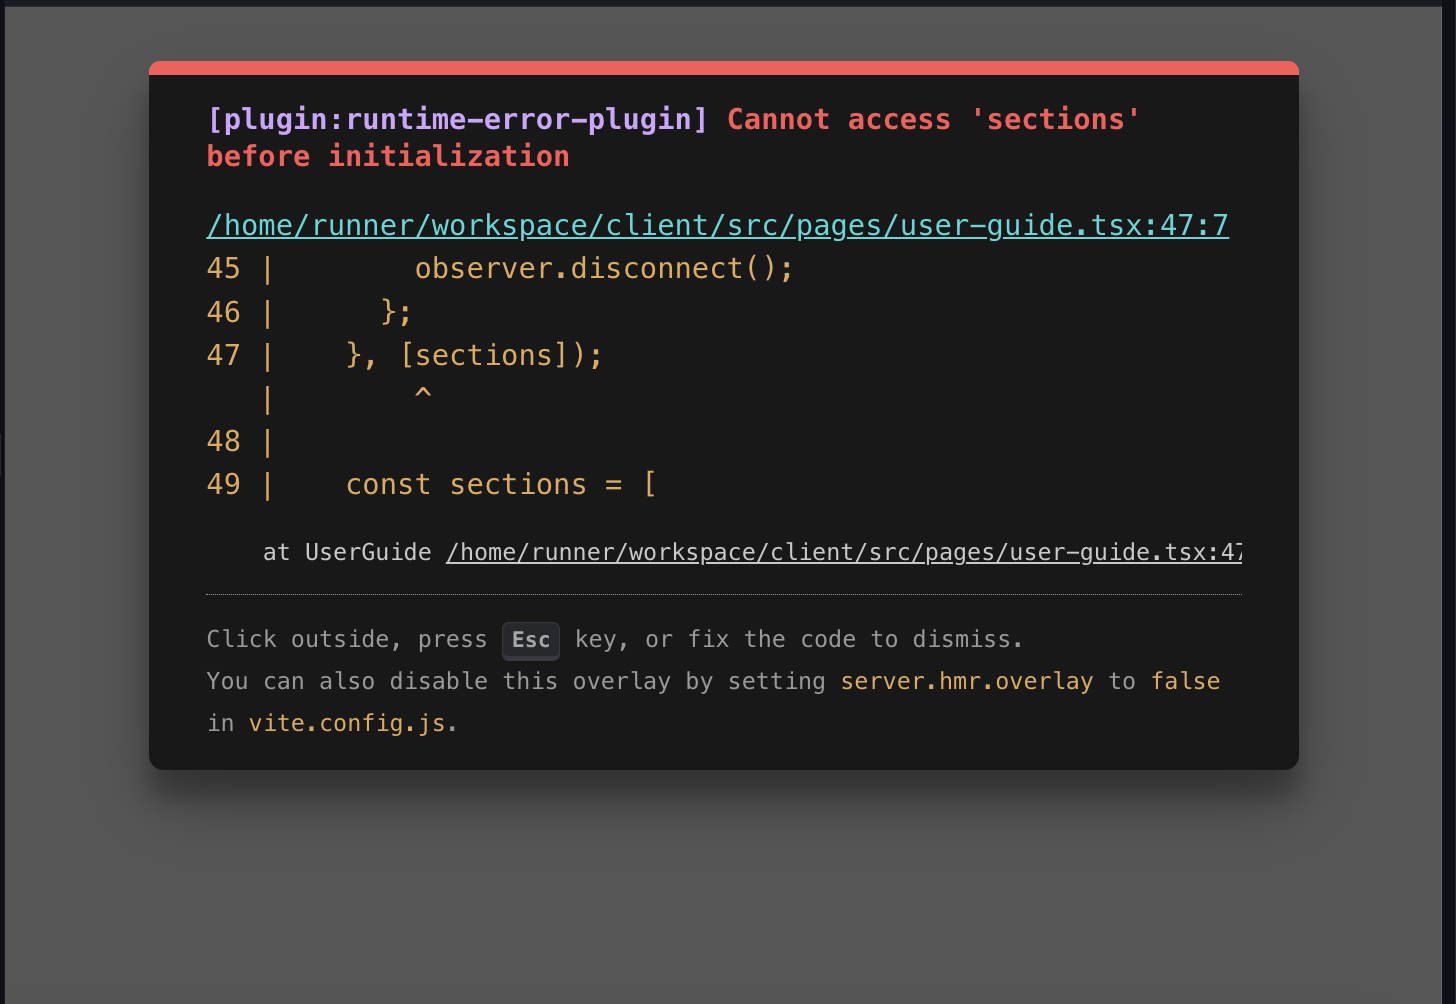 [plugin:runtime-error-plugin] Cannot access 'sections'
before initialization
/home/runner/workspace/client/src/pages/user-guide.tsx:47:7
45 |        observer.disconnect();
46 |      };
47 |    }, [sections]);
   |        ^
48 |
49 |    const sections = [
at UserGuide /home/runner/workspace/client/src/pages/user-guide.tsx:47
Click outside, press Esc key, or fix the code to dismiss.
You can also disable this overlay by setting server.hmr.overlay to false
in vite.config.js.